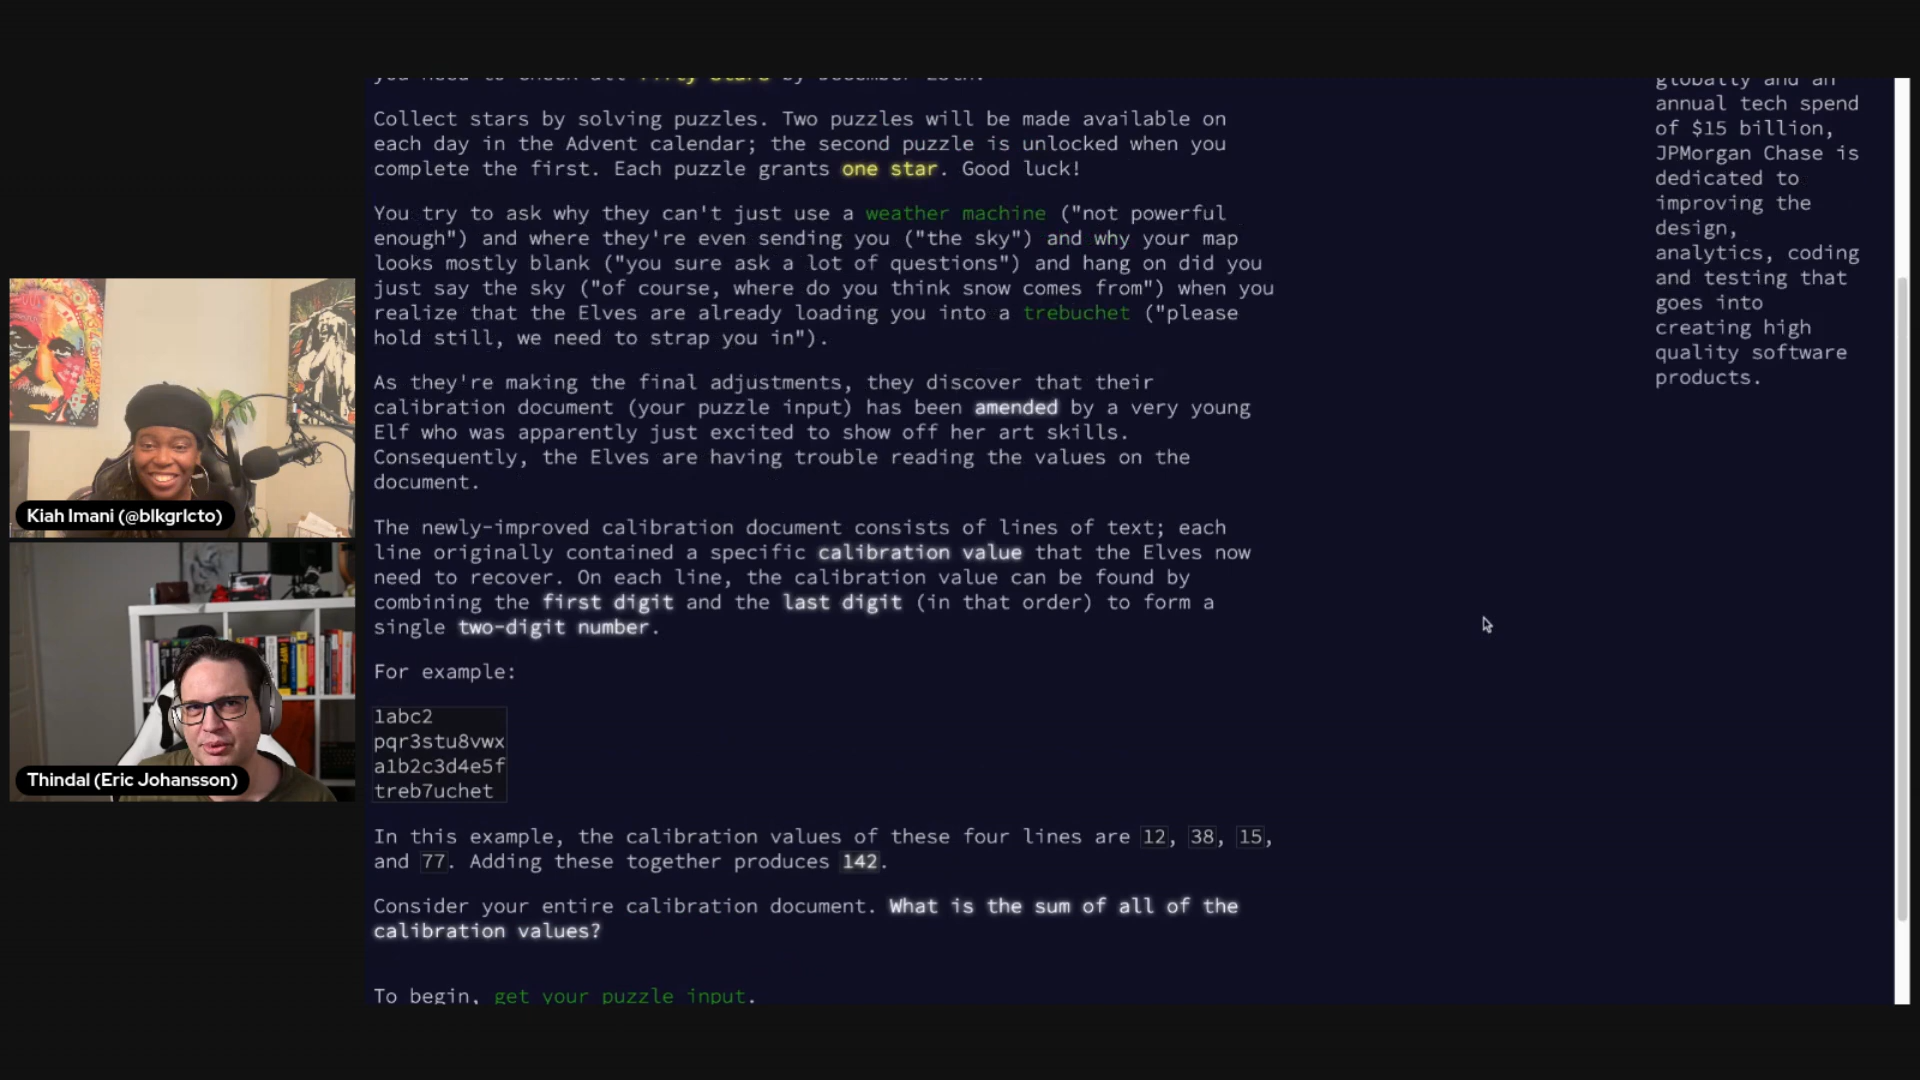 Collect stars by solving puzzles. Two puzzles will be made available on
each day in the Advent calendar; the second puzzle is unlocked when you
complete the first. Each puzzle grants one star. Good luck!
You try to ask why they can't just use a weather machine ("not powerful
enough") and where they're even sending you ("the sky") and why your map
looks mostly blank ("you sure ask a lot of questions") and hang on did you
just say the sky ("of course, where do you think snow comes from") when you
realize that the Elves are already loading you into a trebuchet ("please
hold still, we need to strap you in").
As they're making the final adjustments, they discover that their
calibration document (your puzzle input) has been amended by a very young
Elf who was apparently just excited to show off her art skills.
Consequently, the Elves are having trouble reading the values on the
document.
The newly-improved calibration document consists of lines of text; each
line originally contained a specific calibration value that the Elves now
need to recover. On each line, the calibration value can be found by
combining the first digit and the last digit (in that order) to form a
single two-digit number.
For example:
1abc2
pqr3stu8vwx
a1b2c3d4e5f
treb7uchet
In this example, the calibration values of these four lines are 12, 38, 15,
and 77. Adding these together produces 142.
Consider your entire calibration document. What is the sum of all of the
calibration values?
To begin, get your puzzle input.
globally and an
annual tech spend
of $15 billion,
JPMorgan Chase is
dedicated to
improving the
design,
analytics, coding
and testing that
goes into
creating high
quality software
products.
Kiah Imani (@blkgrlcto)
Thindal (Eric Johansson)